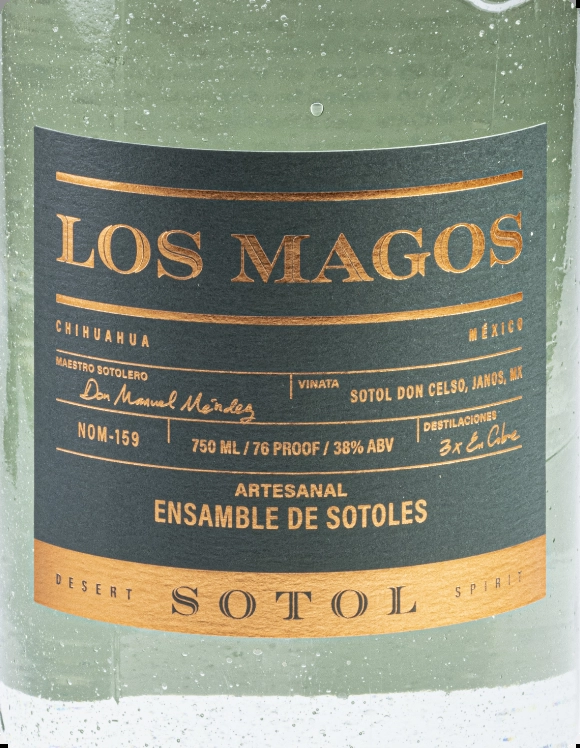 LOS MAGOS
CHIHUAHUA MÉXICO
MAESTRO SOTOLERO
Don Manuel Méndez
VINATA SOTOL DON CELSO, JANOS, MX
NOM-159
750 ML / 76 PROOF / 38% ABV
DESTILACIONES
3x En Cobre
ARTESANAL
ENSAMBLE DE SOTOLES
DESERT SOTOL SPIRIT